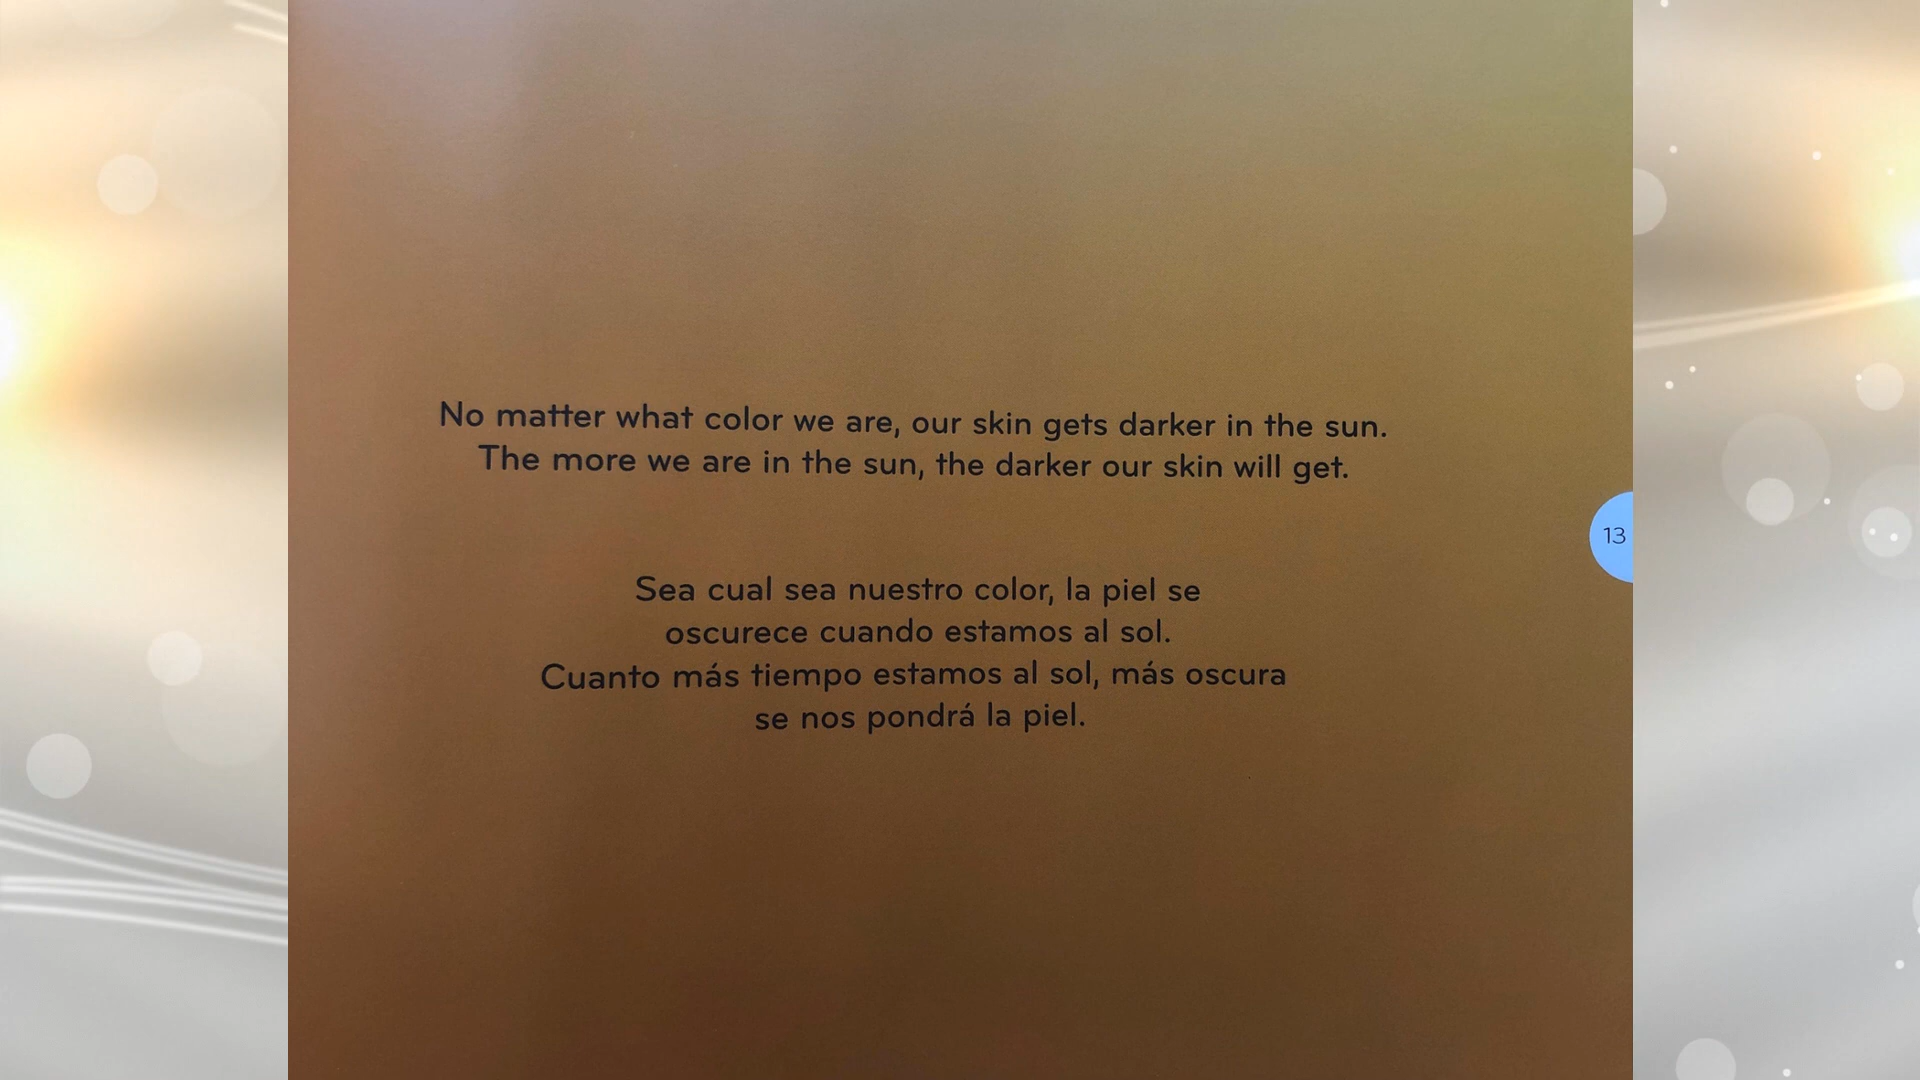 No matter what color we are, our skin gets darker in the sun.
The more we are in the sun, the darker our skin will get.
13
Sea cual sea nuestro color, la piel se
oscurece cuando estamos al sol.
Cuanto más tiempo estamos al sol, más oscura
se nos pondrá la piel.